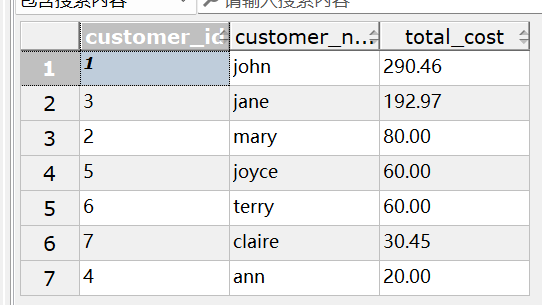 包含搜索内容 请输入搜索内容
customer_id customer_n... total_cost
1 1 john 290.46
2 3 jane 192.97
3 2 mary 80.00
4 5 joyce 60.00
5 6 terry 60.00
6 7 claire 30.45
7 4 ann 20.00